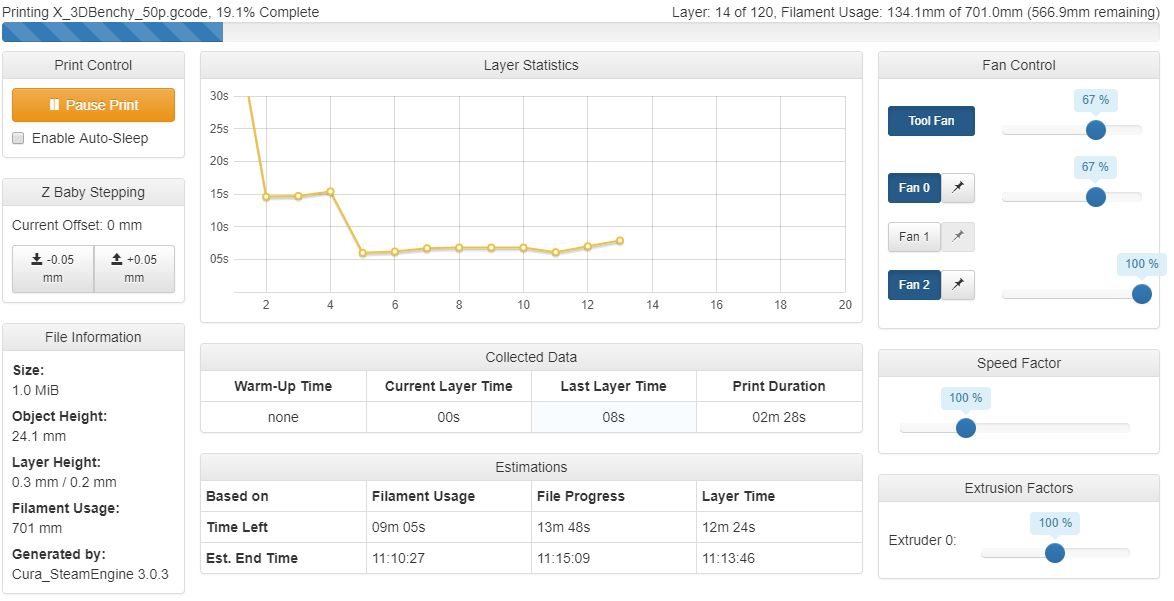 Printing X_3DBenchy_50p.gcode, 19.1% Complete
Layer: 14 of 120, Filament Usage: 134.1mm of 701.0mm (566.9mm remaining)
Print Control
Pause Print
Enable Auto-Sleep
Z Baby Stepping
Current Offset: 0 mm
-0.05 mm
+0.05 mm
File Information
Size:
1.0 MiB
Object Height:
24.1 mm
Layer Height:
0.3 mm / 0.2 mm
Filament Usage:
701 mm
Generated by:
Cura_SteamEngine 3.0.3
Layer Statistics
30s
25s
20s
15s
10s
05s
2 4 6 8 10 12 14 16 18 20
Collected Data
Warm-Up Time Current Layer Time Last Layer Time Print Duration
none 00s 08s 02m 28s
Estimations
Based on Filament Usage File Progress Layer Time
Time Left 09m 05s 13m 48s 12m 24s
Est. End Time 11:10:27 11:15:09 11:13:46
Fan Control
67 %
Tool Fan
67 %
Fan 0
Fan 1
100 %
Fan 2
Speed Factor
100 %
Extrusion Factors
100 %
Extruder 0: